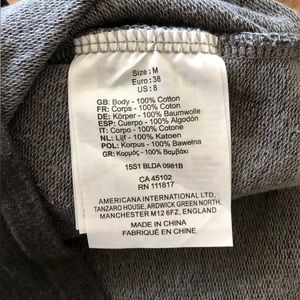 Size : M
Euro : 38
US : 8
GB: Body - 100% Cotton
FR: Corps - 100% Coton
DE: Körper - 100% Baumwolle
ESP: Cuerpo - 100% Algodón
IT: Corpo - 100% Cotone
NL: Lijf - 100% Katoen
POL: Korpus - 100% Bawełna
GR: Κορμός - 100% Βαμβάκι
15S1 BLDA 0981B
CA 45102
RN 111817
AMERICANA INTERNATIONAL LTD,
TANZARO HOUSE, ARDWICK GREEN NORTH,
MANCHESTER M12 6FZ, ENGLAND
MADE IN CHINA
FABRIQUÉ EN CHINE